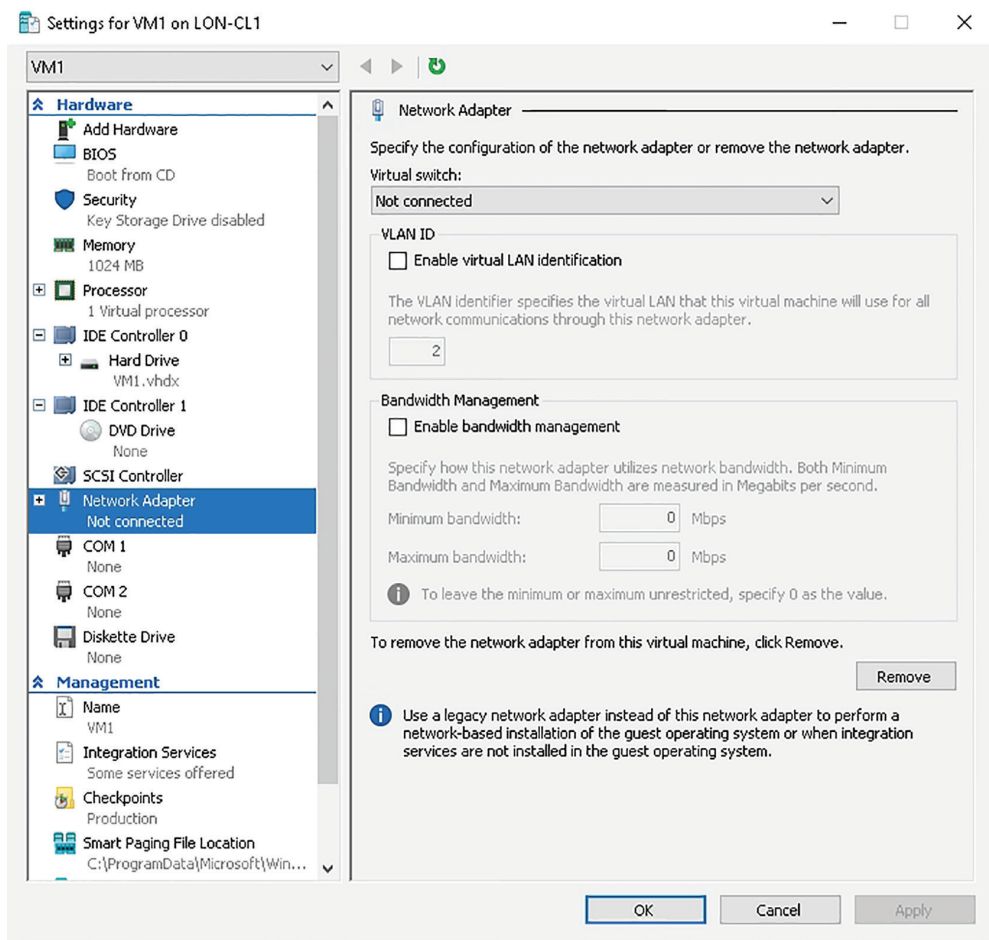 Settings for VM1 on LON-CL1
VM1
Hardware
Add Hardware
BIOS
Boot from CD
Security
Key Storage Drive disabled
Memory
1024 MB
Processor
1 Virtual processor
IDE Controller 0
Hard Drive
VM1.vhdx
IDE Controller 1
DVD Drive
None
SCSI Controller
Network Adapter
Not connected
COM 1
None
COM 2
None
Diskette Drive
None
Management
Name
VM1
Integration Services
Some services offered
Checkpoints
Production
Smart Paging File Location
C:\ProgramData\Microsoft\Win...
Network Adapter
Specify the configuration of the network adapter or remove the network adapter.
Virtual switch:
Not connected
VLAN ID
Enable virtual LAN identification
The VLAN identifier specifies the virtual LAN that this virtual machine will use for all
network communications through this network adapter.
2
Bandwidth Management
Enable bandwidth management
Specify how this network adapter utilizes network bandwidth. Both Minimum
Bandwidth and Maximum Bandwidth are measured in Megabits per second.
Minimum bandwidth: 0 Mbps
Maximum bandwidth: 0 Mbps
To leave the minimum or maximum unrestricted, specify 0 as the value.
To remove the network adapter from this virtual machine, click Remove.
Remove
Use a legacy network adapter instead of this network adapter to perform a
network-based installation of the guest operating system or when integration
services are not installed in the guest operating system.
OK Cancel Apply